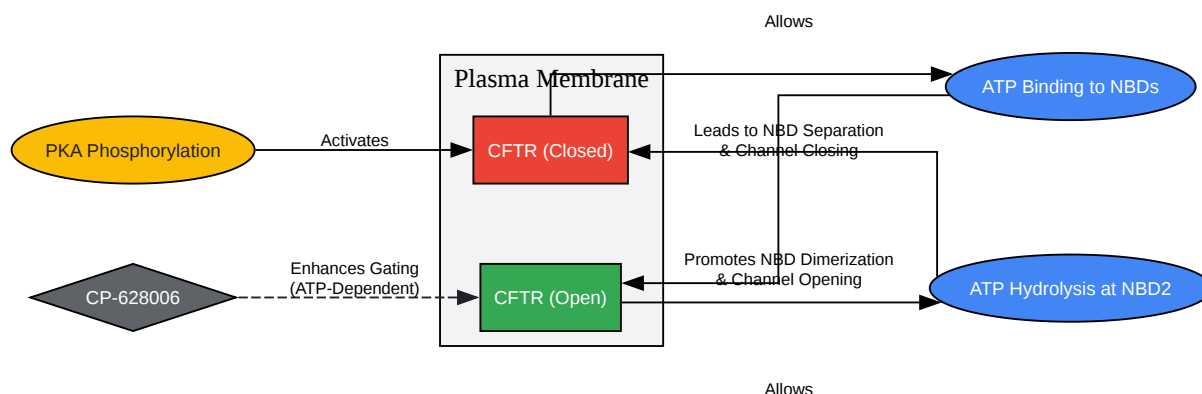 Allows
Plasma Membrane
ATP Binding to NBDs
PKA Phosphorylation
Activates
CFTR (Closed)
Leads to NBD Separation
& Channel Closing
CP-628006
Enhances Gating
(ATP-Dependent)
CFTR (Open)
Promotes NBD Dimerization
& Channel Opening
ATP Hydrolysis at NBD2
Allows